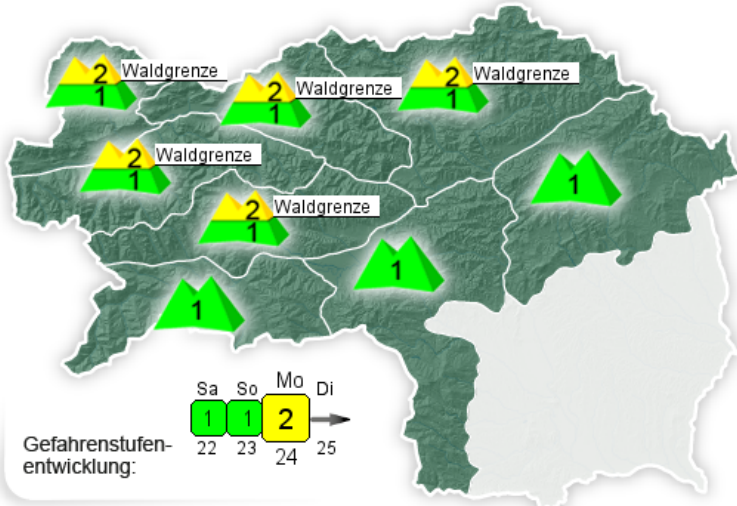 2 Waldgrenze
1
2 Waldgrenze
1
2 Waldgrenze
1
2 Waldgrenze
1
1
2 Waldgrenze
1
1
1
Sa So Mo Di
1 1 2
22 23 24 25
Gefahrenstufen-
entwicklung: